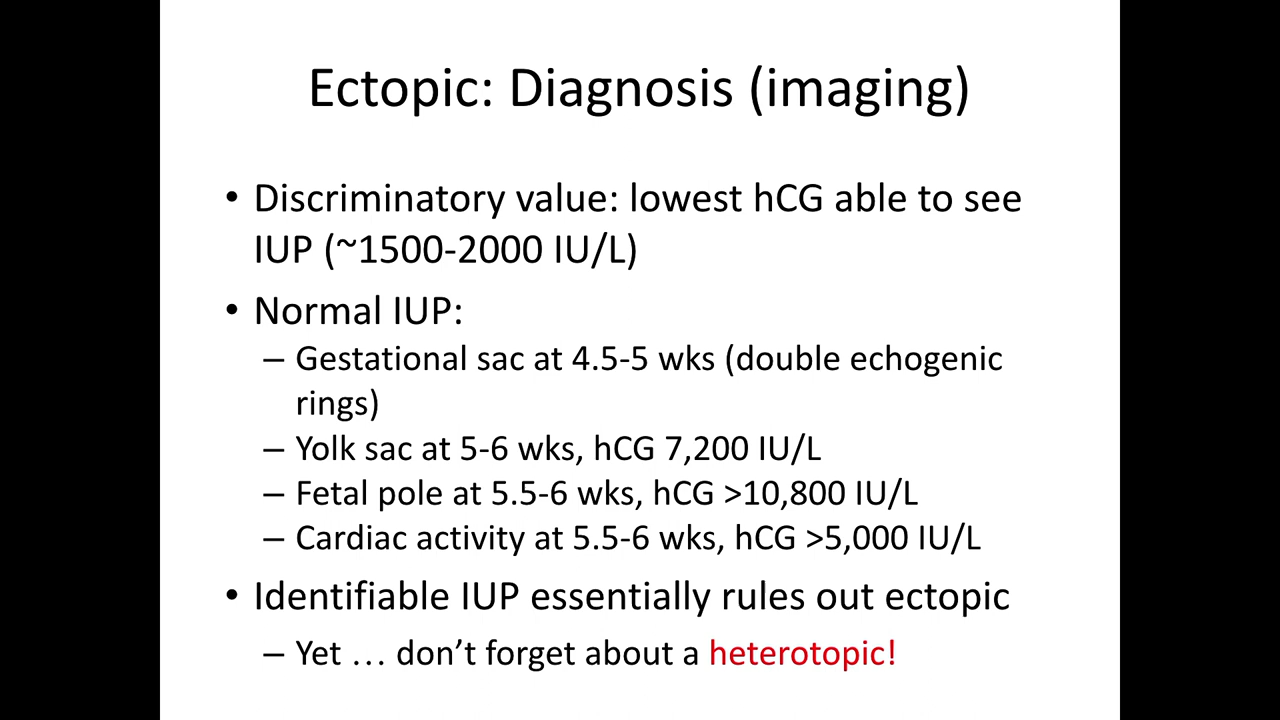 Ectopic: Diagnosis (imaging)
• Discriminatory value: lowest hCG able to see
IUP (~1500-2000 IU/L)
• Normal IUP:
– Gestational sac at 4.5-5 wks (double echogenic
rings)
– Yolk sac at 5-6 wks, hCG 7,200 IU/L
– Fetal pole at 5.5-6 wks, hCG >10,800 IU/L
– Cardiac activity at 5.5-6 wks, hCG >5,000 IU/L
• Identifiable IUP essentially rules out ectopic
– Yet … don’t forget about a heterotopic!